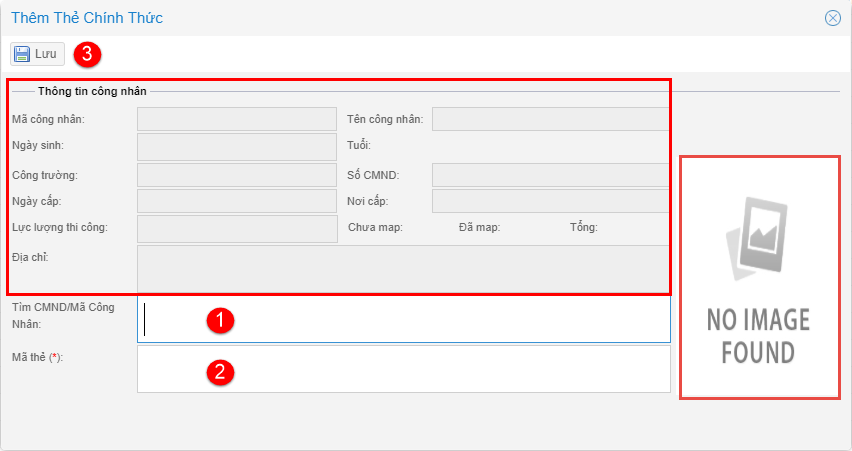 Thêm Thẻ Chính Thức
Lưu 3
Thông tin công nhân
Mã công nhân: Tên công nhân:
Ngày sinh: Tuổi:
Công trường: Số CMND:
Ngày cấp: Nơi cấp:
Lực lượng thi công: Chưa map: Đã map: Tổng:
Địa chỉ:
Tìm CMND/Mã Công
Nhân:
1
Mã thẻ (*):
2
NO IMAGE
FOUND